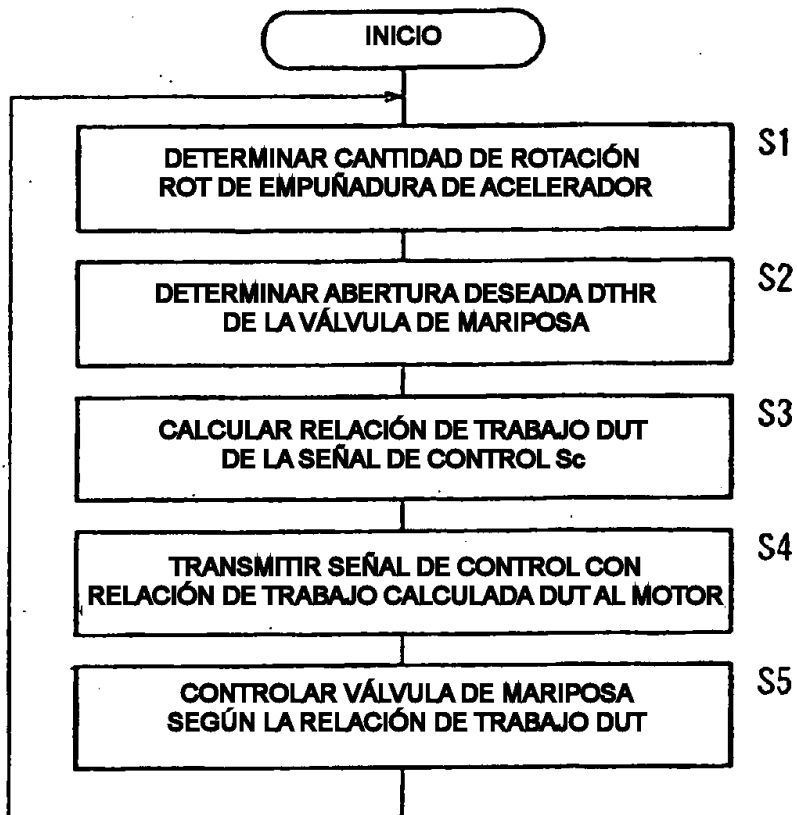 INICIO
S1
DETERMINAR CANTIDAD DE ROTACIÓN
ROT DE EMPUÑADURA DE ACELERADOR
S2
DETERMINAR ABERTURA DESEADA DTHR
DE LA VÁLVULA DE MARIPOSA
S3
CALCULAR RELACIÓN DE TRABAJO DUT
DE LA SEÑAL DE CONTROL Sc
S4
TRANSMITIR SEÑAL DE CONTROL CON
RELACIÓN DE TRABAJO CALCULADA DUT AL MOTOR
S5
CONTROLAR VÁLVULA DE MARIPOSA
SEGÚN LA RELACIÓN DE TRABAJO DUT